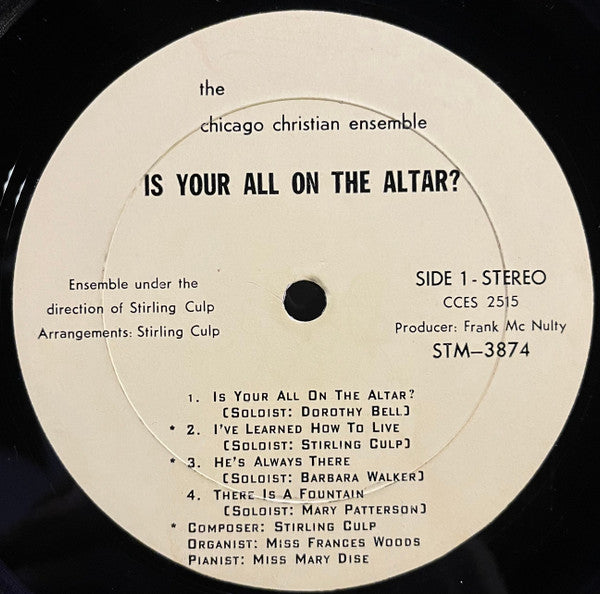 the
chicago christian ensemble
IS YOUR ALL ON THE ALTAR?
Ensemble under the
direction of Stirling Culp
Arrangements: Stirling Culp
SIDE 1 - STEREO
CCES 2515
Producer: Frank Mc Nulty
STM-3874
1. Is Your All On The Altar?
[Soloist: Dorothy Bell]
* 2. I've Learned How To Live
[Soloist: Stirling Culp]
* 3. He's Always There
[Soloist: Barbara Walker]
4. There Is A Fountain
[Soloist: Mary Patterson]
* Composer: Stirling Culp
Organist: Miss Frances Woods
Pianist: Miss Mary Dise